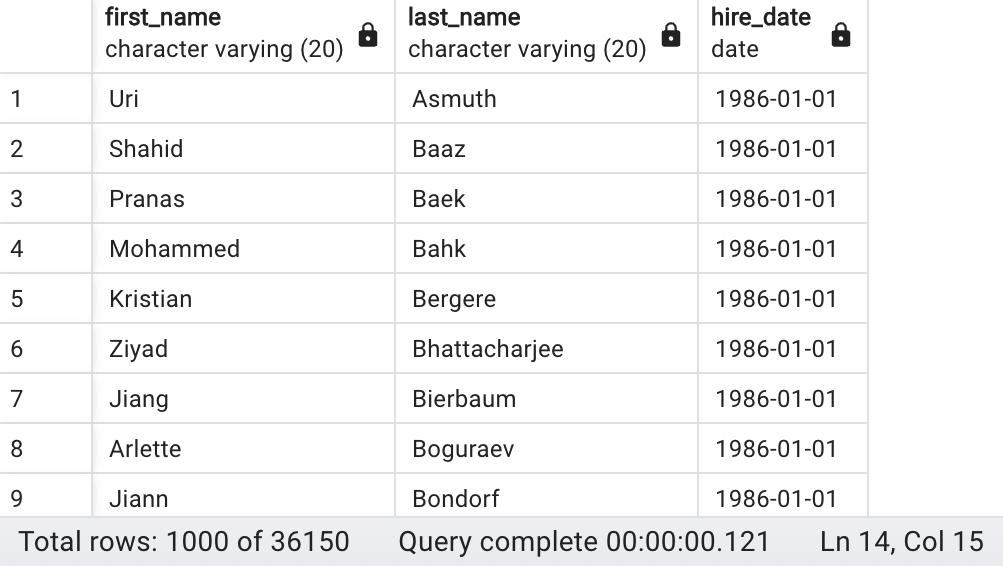 first_name last_name hire_date
character varying (20) character varying (20) date
1 Uri Asmuth 1986-01-01
2 Shahid Baaz 1986-01-01
3 Pranas Baek 1986-01-01
4 Mohammed Bahk 1986-01-01
5 Kristian Bergere 1986-01-01
6 Ziyad Bhattacharjee 1986-01-01
7 Jiang Bierbaum 1986-01-01
8 Arlette Boguraev 1986-01-01
9 Jiann Bondorf 1986-01-01
Total rows: 1000 of 36150 Query complete 00:00:00.121 Ln 14, Col 15